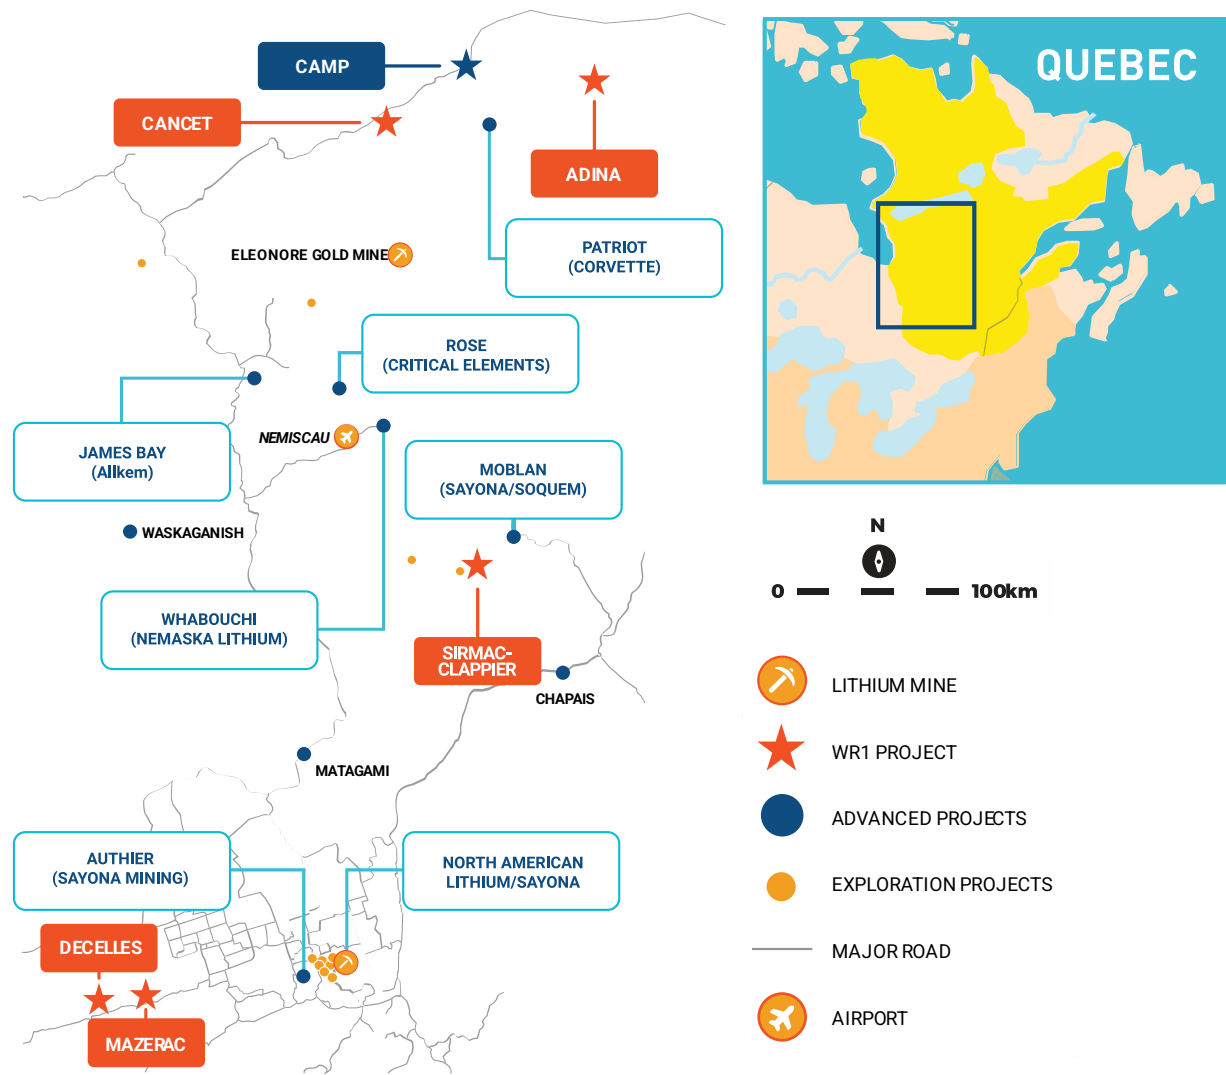 QUEBEC
CAMP
CANCET
ADINA
ELEONORE GOLD MINE
PATRIOT
(CORVETTE)
ROSE
(CRITICAL ELEMENTS)
NEMISCAU
JAMES BAY
(Allkem)
MOBLAN
(SAYONA/SOQUEM)
WASKAGANISH
WHABOUCHI
(NEMASKA LITHIUM)
SIRMAC-
CLAPPIER
CHAPAIS
MATAGAMI
AUTHIER
(SAYONA MINING)
NORTH AMERICAN
LITHIUM/SAYONA
DECELLES
MAZERAC
N
0 100km
LITHIUM MINE
WR1 PROJECT
ADVANCED PROJECTS
EXPLORATION PROJECTS
MAJOR ROAD
AIRPORT